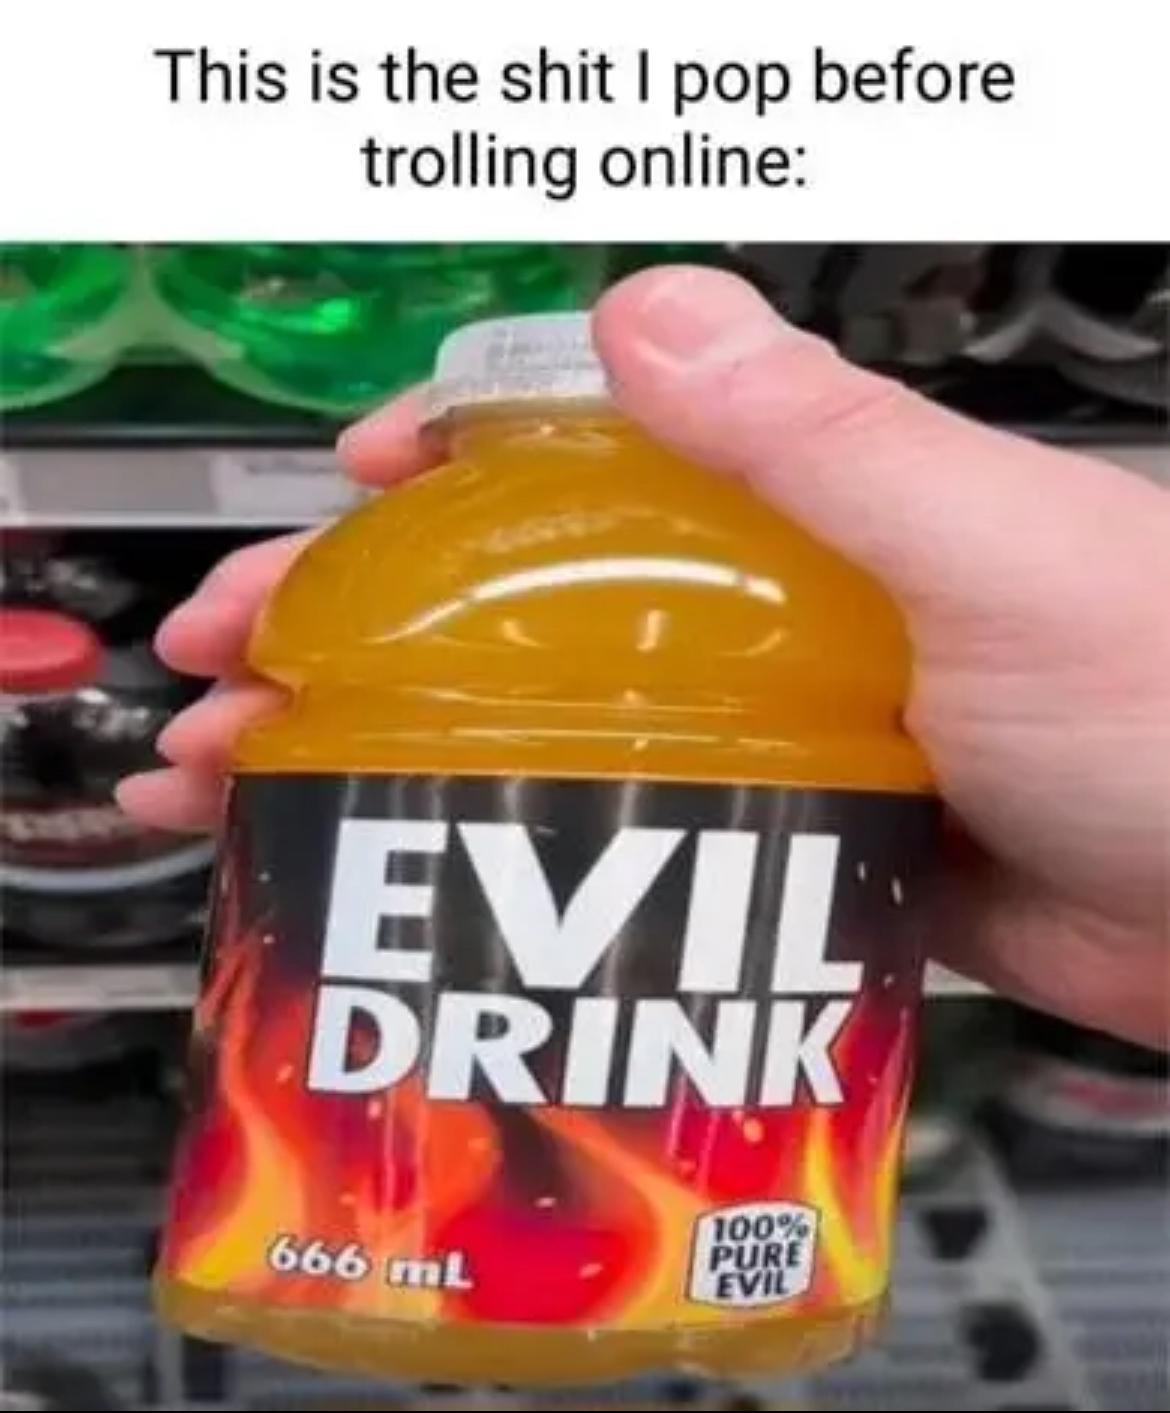 This is the shit I pop before
trolling online:
EVIL
DRINK
666 mL
100%
PURE
EVIL